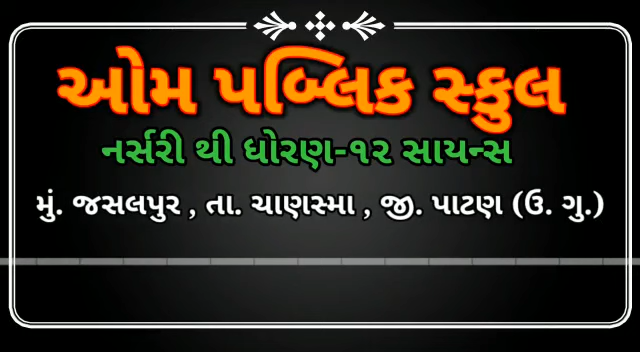 ઓમ પબ્લિક સ્કુલ
નર્સરી થી ધોરણ-૧૨ સાયન્સ
મું. જસલપુર , તા. ચાણસ્મા , જી. પાટણ (ઉ. ગુ.)